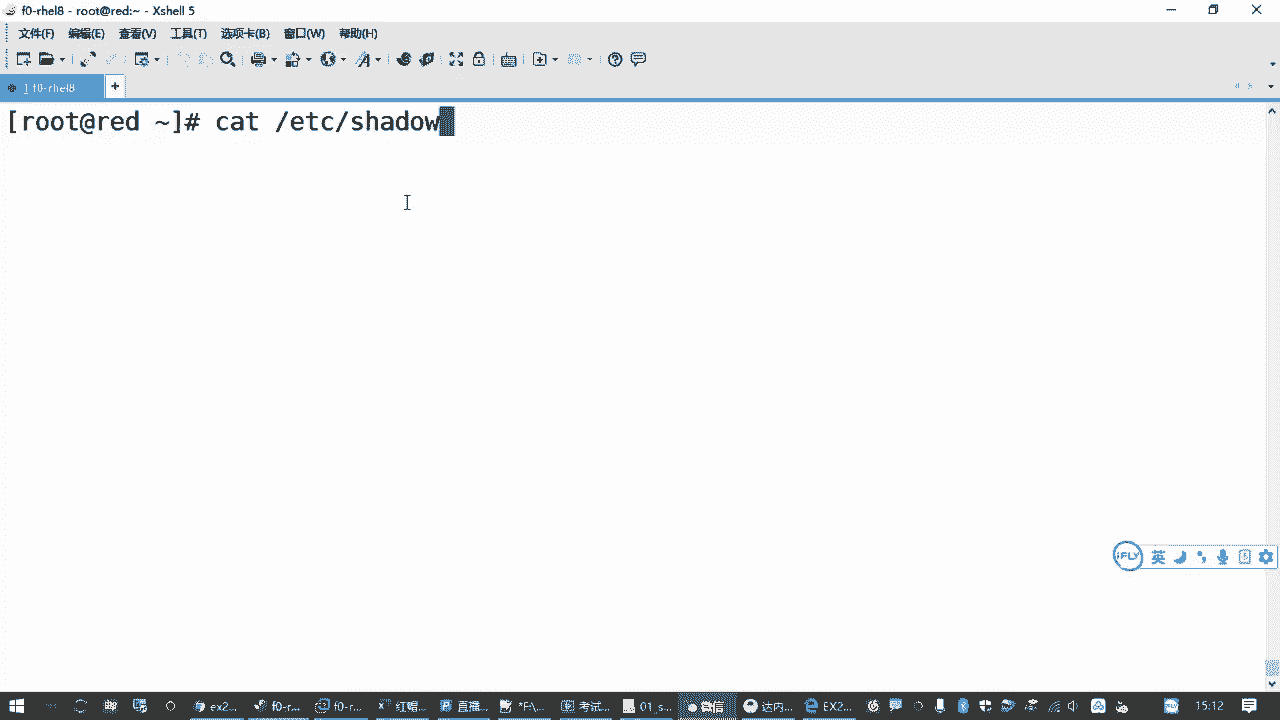 f0-rhel8 - root@red:~ - Xshell 5
文件(F) 编辑(E) 查看(V) 工具(T) 选项卡(B) 窗口(W) 帮助(H)
1 f0-rhel8 +
[root@red ~]# cat /etc/shadow
iFLY 英
ex2... f0-r... f0-r... 红帽... 直播... *F:\... 考试... 01_s... 微信 达内... EX2... 15:12